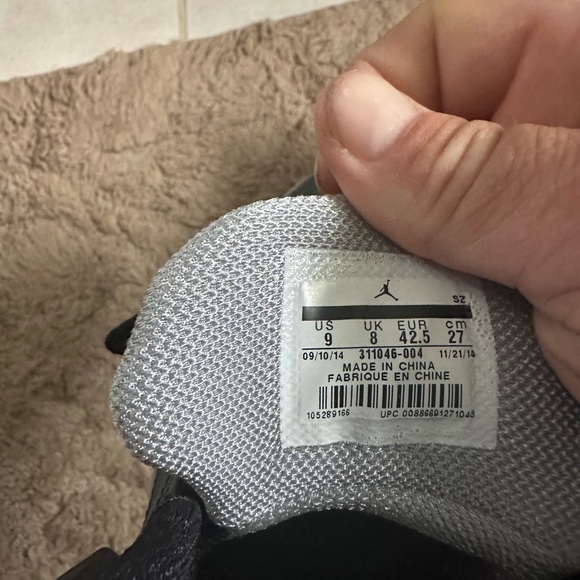 SZ
US UK EUR cm
9 8 42.5 27
09/10/14 311046-004 11/21/14
MADE IN CHINA
FABRIQUE EN CHINE
105289166 UPC 00886691271043